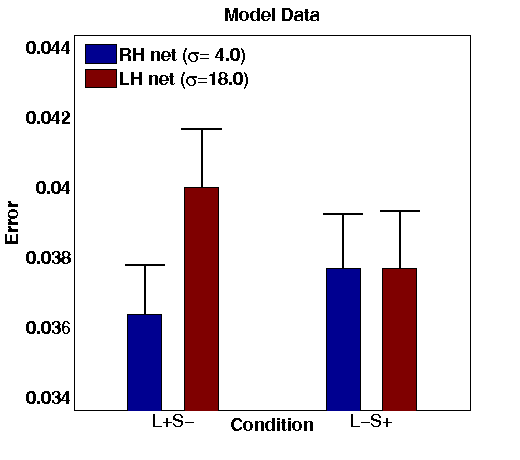 Model Data
0.044
0.042
0.04
0.038
0.036
0.034
Error
RH net (σ= 4.0)
LH net (σ=18.0)
L+S−
L−S+
Condition